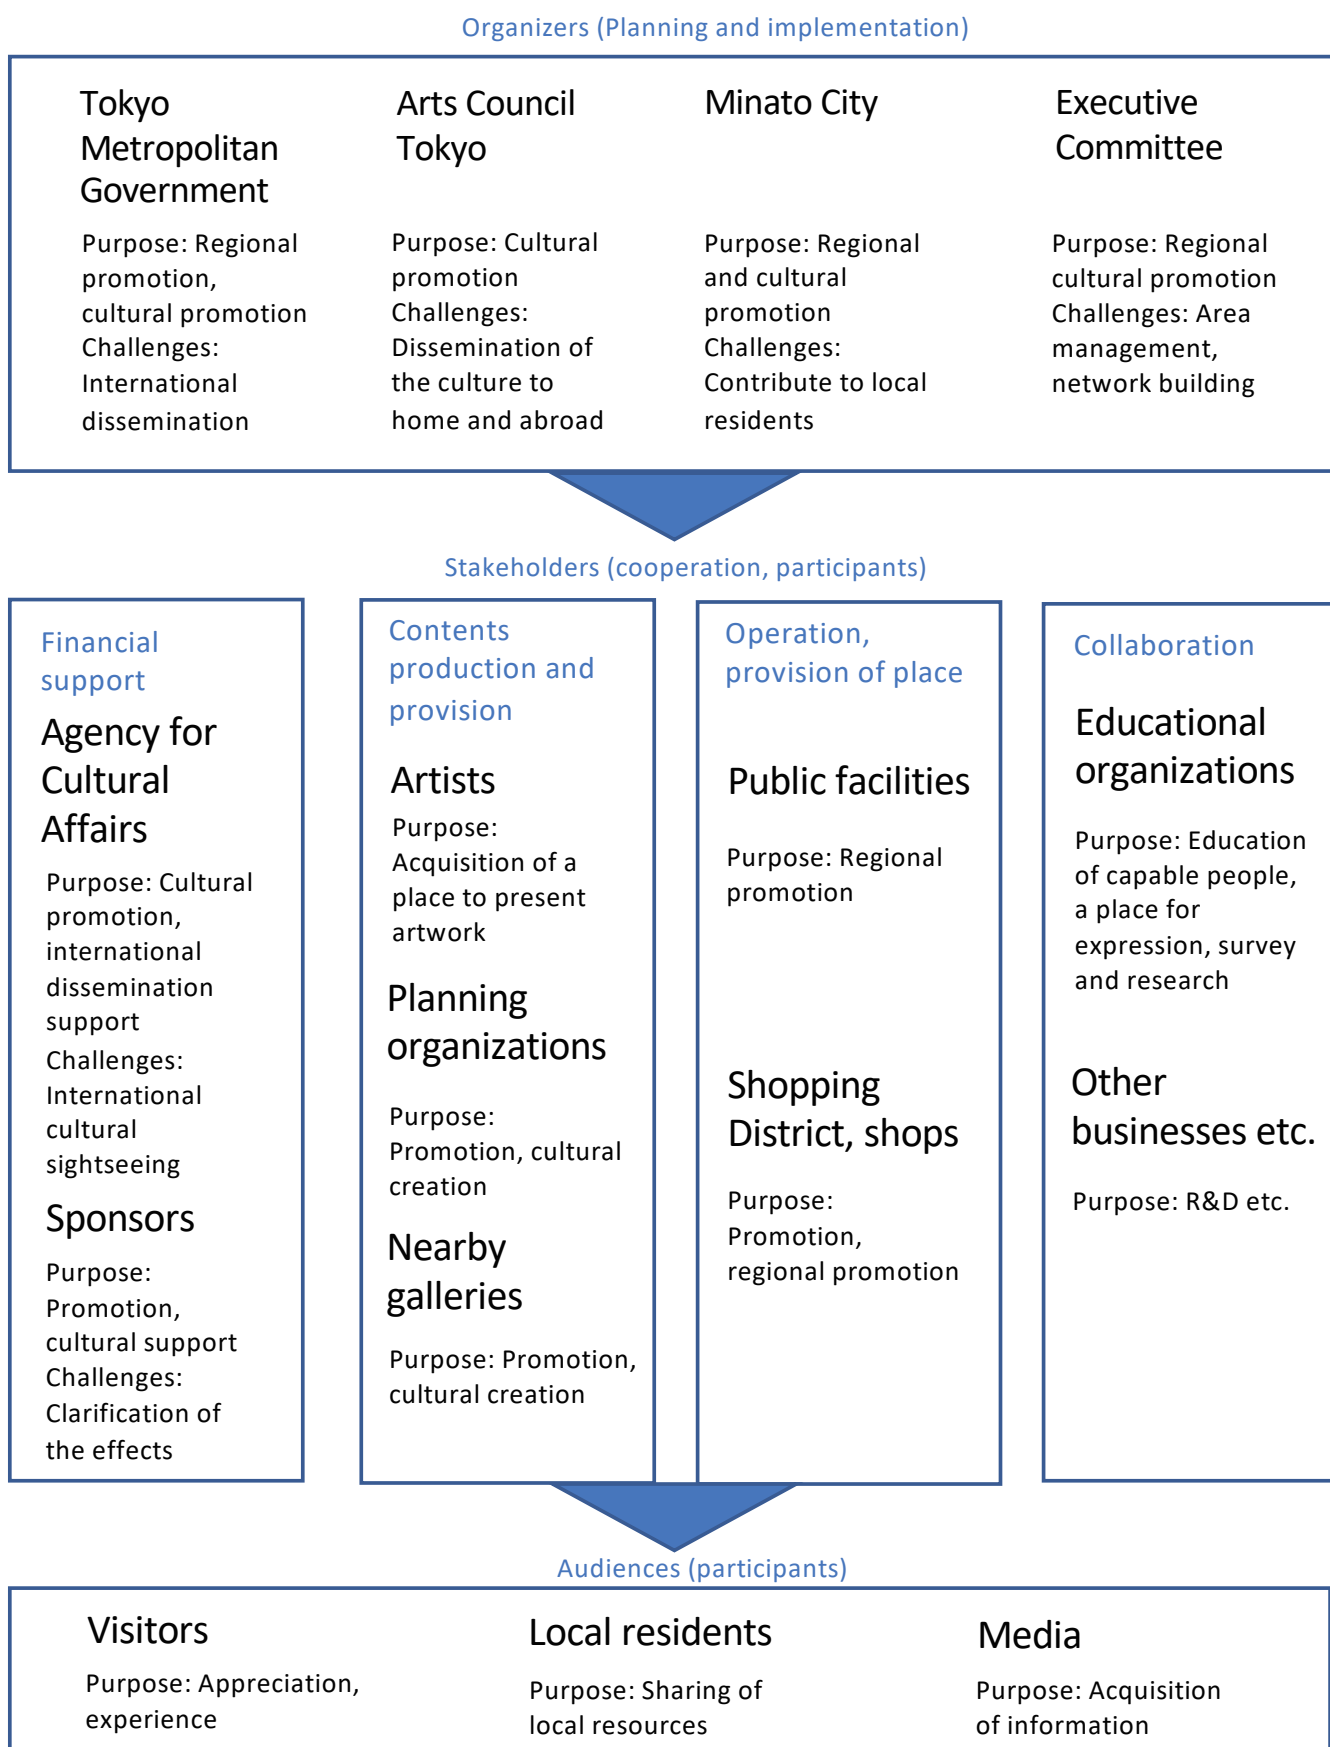 Organizers (Planning and implementation)
Tokyo
Metropolitan
Government
Purpose: Regional
promotion,
cultural promotion
Challenges:
International
dissemination
Arts Council
Tokyo
Purpose: Cultural
promotion
Challenges:
Dissemination of
the culture to
home and abroad
Minato City
Purpose: Regional
and cultural
promotion
Challenges:
Contribute to local
residents
Executive
Committee
Purpose: Regional
cultural promotion
Challenges: Area
management,
network building
Stakeholders (cooperation, participants)
Financial
support
Agency for
Cultural
Affairs
Purpose: Cultural
promotion,
international
dissemination
support
Challenges:
International
cultural
sightseeing
Sponsors
Purpose:
Promotion,
cultural support
Challenges:
Clarification of
the effects
Contents
production and
provision
Artists
Purpose:
Acquisition of a
place to present
artwork
Planning
organizations
Purpose:
Promotion, cultural
creation
Nearby
galleries
Purpose: Promotion,
cultural creation
Operation,
provision of place
Public facilities
Purpose: Regional
promotion
Shopping
District, shops
Purpose:
Promotion,
regional promotion
Collaboration
Educational
organizations
Purpose: Education
of capable people,
a place for
expression, survey
and research
Other
businesses etc.
Purpose: R&D etc.
Audiences (participants)
Visitors
Purpose: Appreciation,
experience
Local residents
Purpose: Sharing of
local resources
Media
Purpose: Acquisition
of information